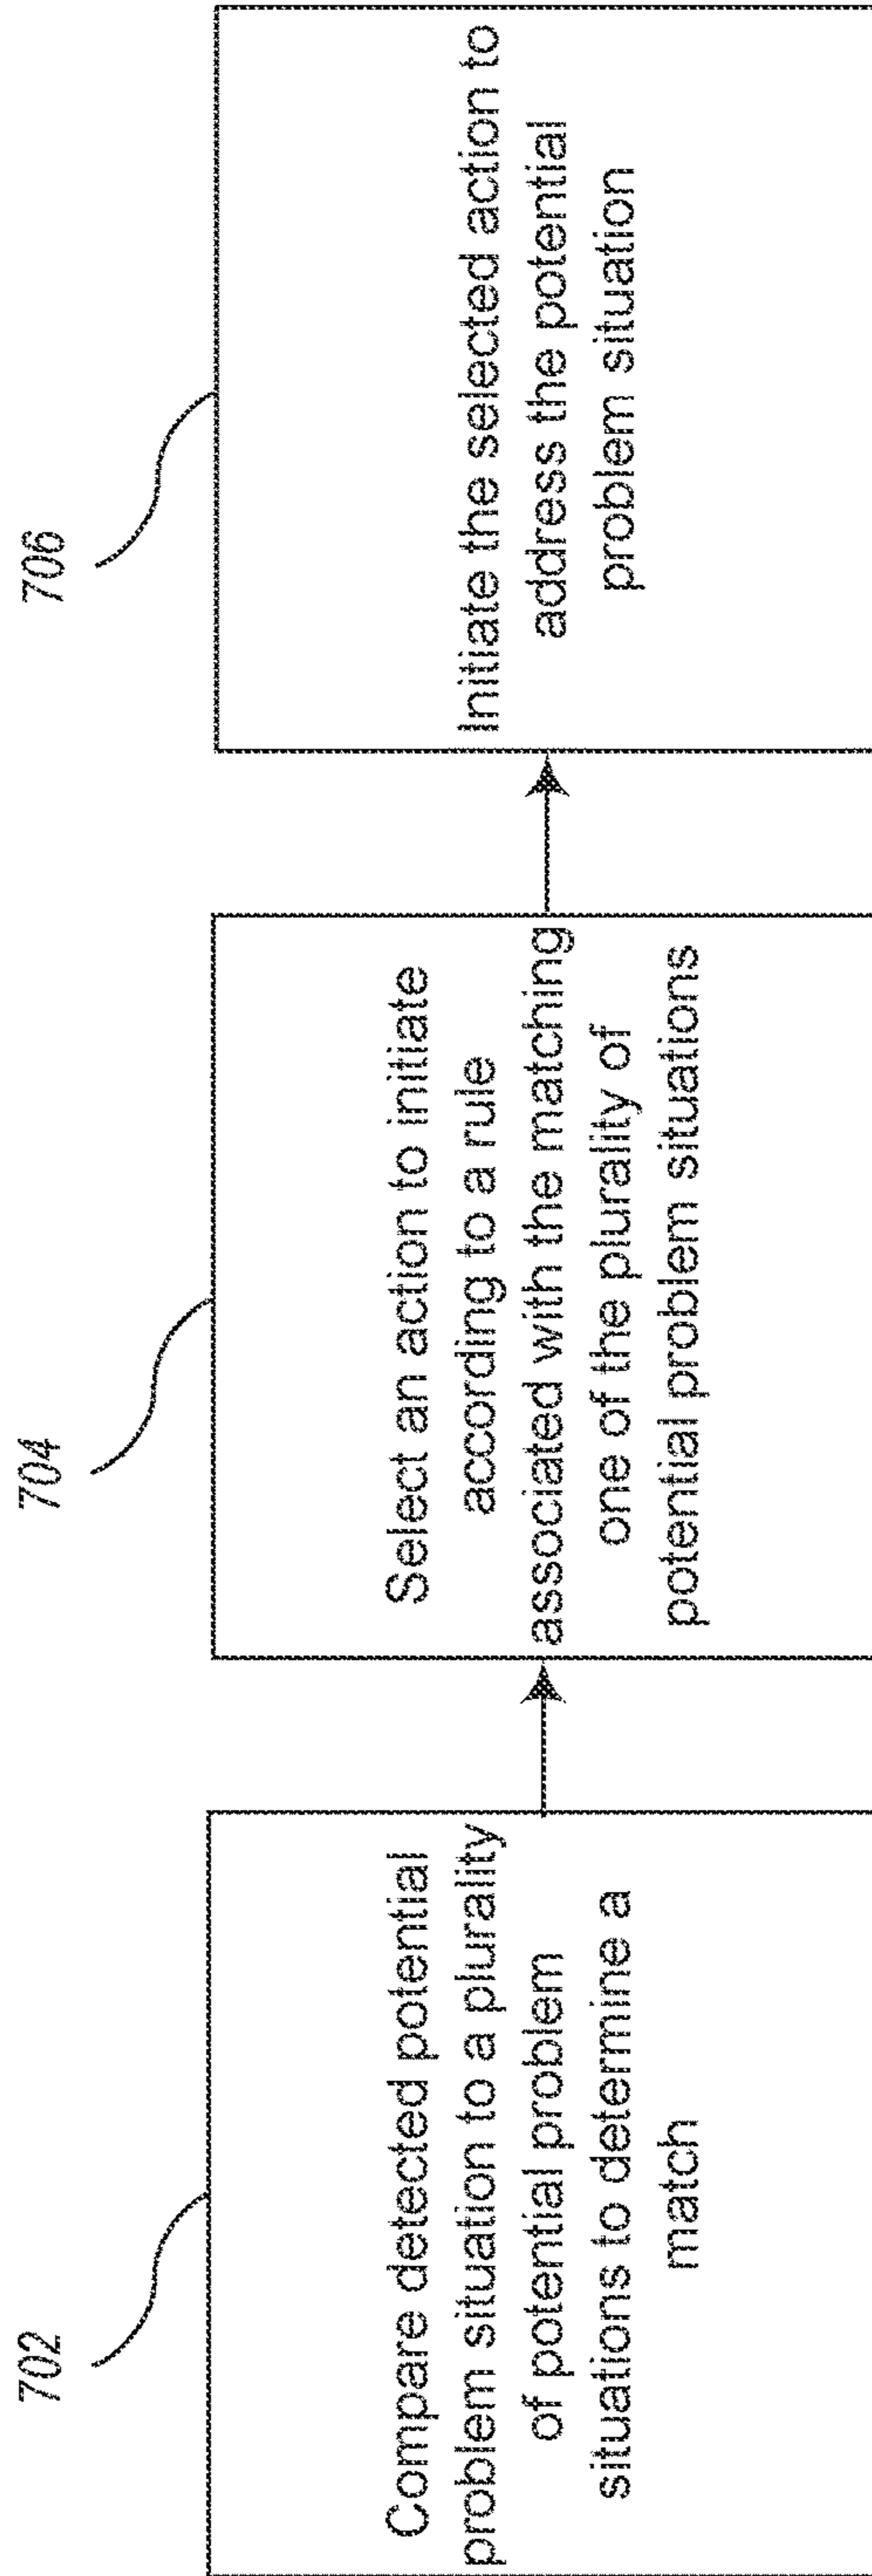 702
Compare detected potential
problem situation to a plurality
of potential problem
situations to determine a
match
704
Select an action to initiate
according to a rule
associated with the matching
one of the plurality of
potential problem situations
706
Initiate the selected action to
address the potential
problem situation